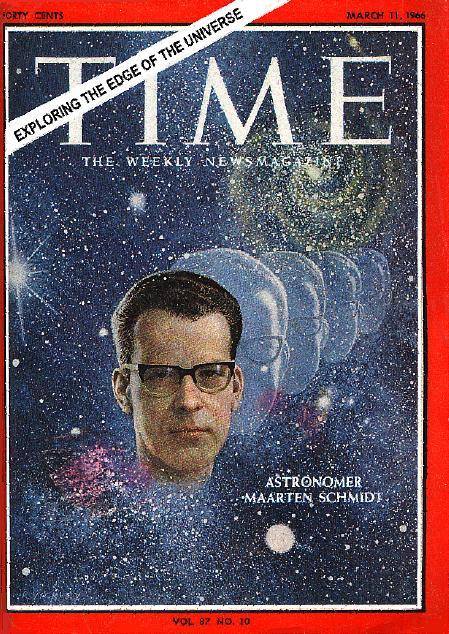 FORTY CENTS
MARCH 11, 1966
EXPLORING THE EDGE OF THE UNIVERSE
TIME
THE WEEKLY NEWSMAGAZINE
ASTRONOMER
MAARTEN SCHMIDT
VOL. 87 NO. 10